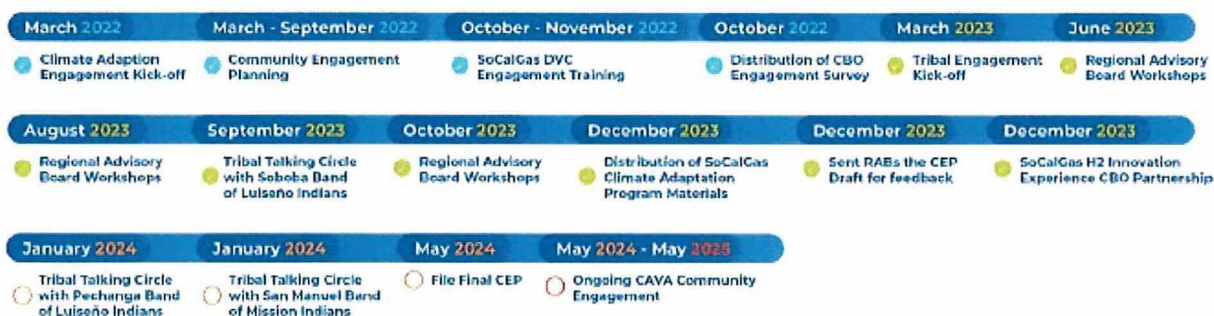 March 2022 March - September 2022 October - November 2022 October 2022 March 2023 June 2023
Climate Adaption Community Engagement SoCalGas DVC Distribution of CBO Tribal Engagement Regional Advisory
Engagement Kick-off Planning Engagement Training Engagement Survey Kick-off Board Workshops
August 2023 September 2023 October 2023 December 2023 December 2023 December 2023
Regional Advisory Tribal Talking Circle Regional Advisory Distribution of SoCalGas Sent RABs the CEP SoCalGas H2 Innovation
Board Workshops with Soboba Band Board Workshops Climate Adaptation Draft for feedback Experience CBO Partnership
of Luiseño Indians Program Materials
January 2024 January 2024 May 2024 May 2024 - May 2025
Tribal Talking Circle Tribal Talking Circle File Final CEP Ongoing CAVA Community
with Pechanga Band with San Manuel Band Engagement
of Luiseño Indians of Mission Indians